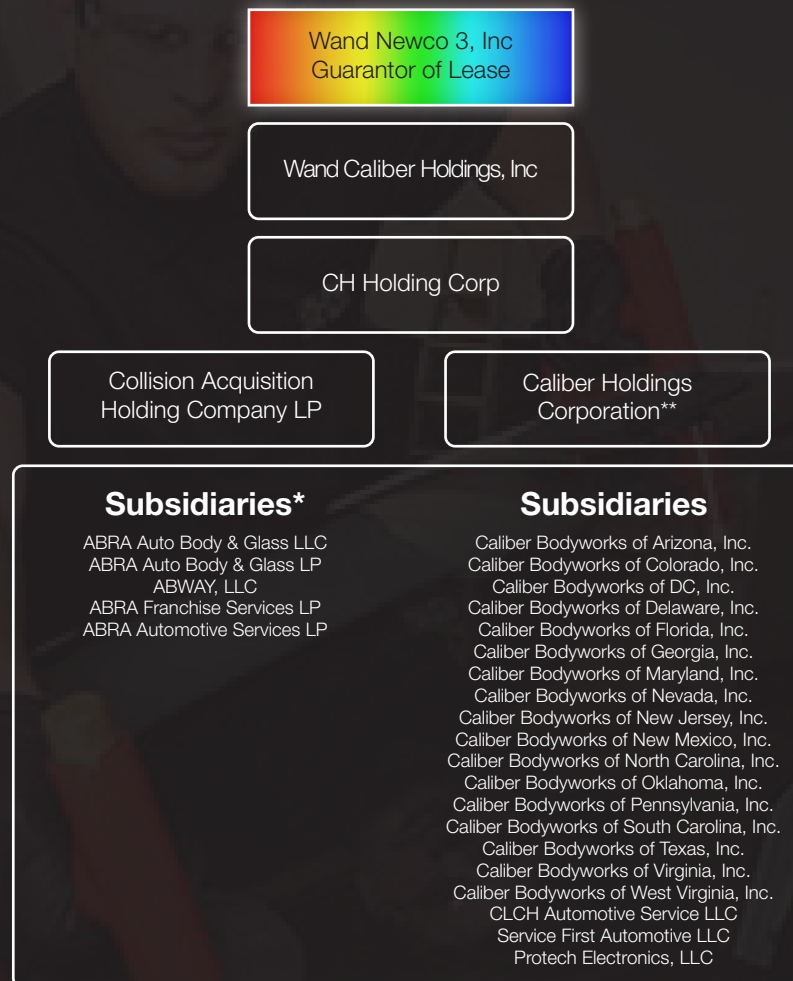 Wand Newco 3, Inc
Guarantor of Lease
Wand Caliber Holdings, Inc
CH Holding Corp
Collision Acquisition
Holding Company LP
Caliber Holdings
Corporation**
Subsidiaries*
ABRA Auto Body & Glass LLC
ABRA Auto Body & Glass LP
ABWAY, LLC
ABRA Franchise Services LP
ABRA Automotive Services LP
Subsidiaries
Caliber Bodyworks of Arizona, Inc.
Caliber Bodyworks of Colorado, Inc.
Caliber Bodyworks of DC, Inc.
Caliber Bodyworks of Delaware, Inc.
Caliber Bodyworks of Florida, Inc.
Caliber Bodyworks of Georgia, Inc.
Caliber Bodyworks of Maryland, Inc.
Caliber Bodyworks of Nevada, Inc.
Caliber Bodyworks of New Jersey, Inc.
Caliber Bodyworks of New Mexico, Inc.
Caliber Bodyworks of North Carolina, Inc.
Caliber Bodyworks of Oklahoma, Inc.
Caliber Bodyworks of Pennsylvania, Inc.
Caliber Bodyworks of South Carolina, Inc.
Caliber Bodyworks of Texas, Inc.
Caliber Bodyworks of Virginia, Inc.
Caliber Bodyworks of West Virginia, Inc.
CLCH Automotive Service LLC
Service First Automotive LLC
Protech Electronics, LLC